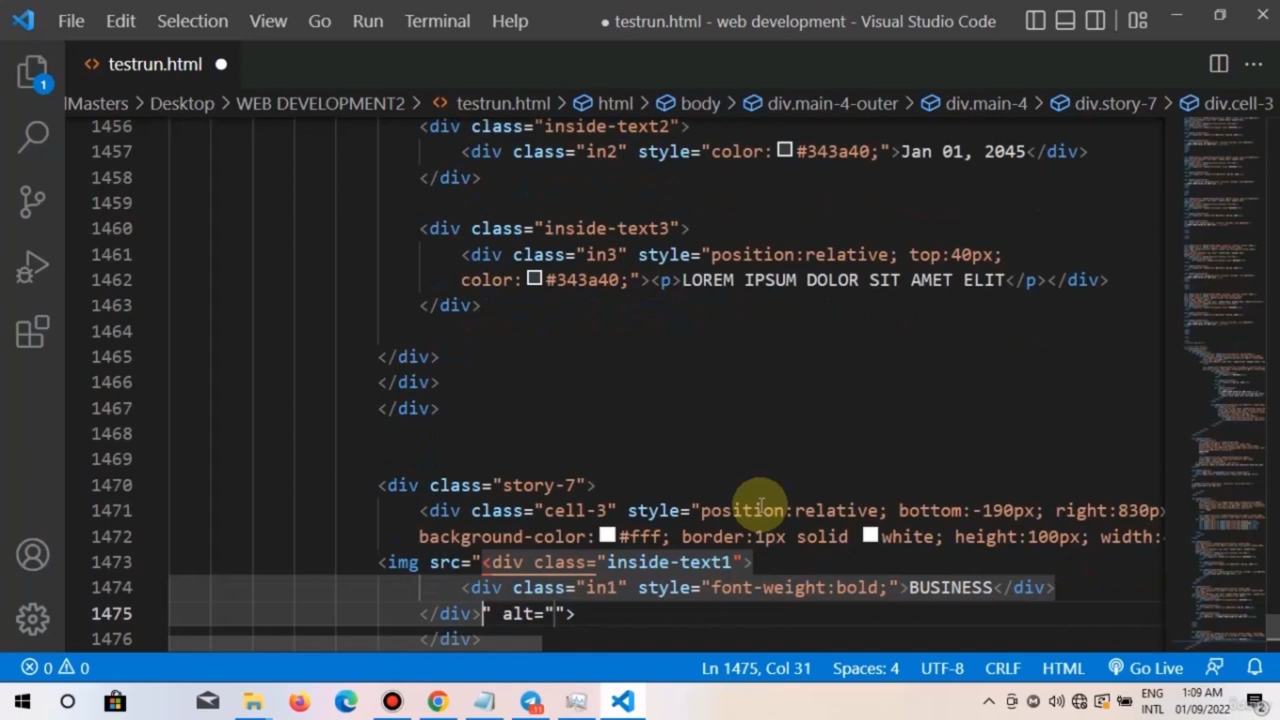 File Edit Selection View Go Run Terminal Help ● testrun.html - web development - Visual Studio Code
<> testrun.html ●
1
lMasters > Desktop > WEB DEVELOPMENT2 > <> testrun.html > html > body > div.main-4-outer > div.main-4 > div.story-7 > div.cell-3
1456 <div class="inside-text2">
1457 <div class="in2" style="color:#343a40;">Jan 01, 2045</div>
1458 </div>
1459
1460 <div class="inside-text3">
1461 <div class="in3" style="position:relative; top:40px;
1462 color:#343a40;"><p>LOREM IPSUM DOLOR SIT AMET ELIT</p></div>
1463 </div>
1464
1465 </div>
1466 </div>
1467 </div>
1468
1469
1470 <div class="story-7">
1471 <div class="cell-3" style="position:relative; bottom:-190px; right:830p
1472 background-color:#fff; border:1px solid white; height:100px; width:
1473 <img src="<div class="inside-text1">
1474 <div class="in1" style="font-weight:bold;">BUSINESS</div>
1475 </div>" alt="">
1476 </div>
0 0 Ln 1475, Col 31 Spaces: 4 UTF-8 CRLF HTML Go Live
11 ENG INTL 1:09 AM 01/09/2022 2